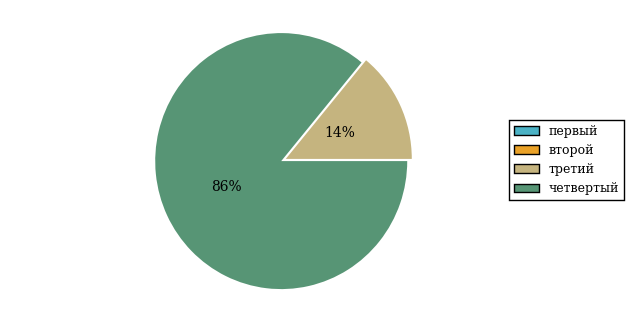 14%
86%
первый
второй
третий
четвертый